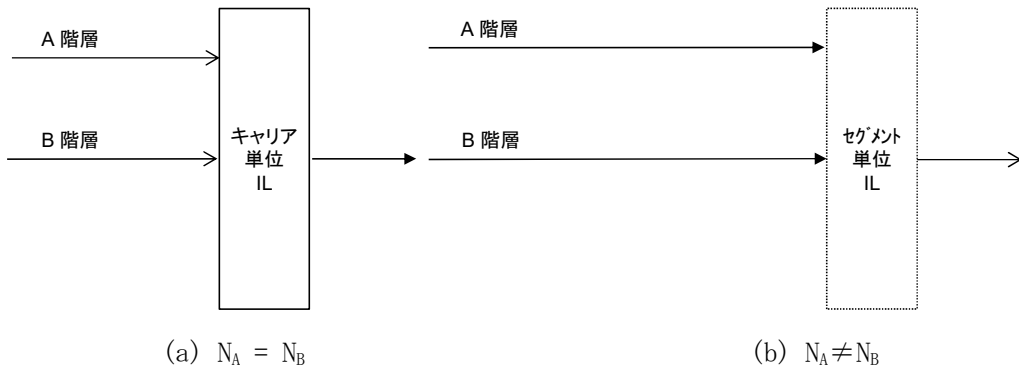 A 階層
B 階層
キャリア
単位
IL
(a) N_A = N_B
A 階層
B 階層
ｾｸﾞﾒﾝﾄ
単位
IL
(b) N_A≠N_B